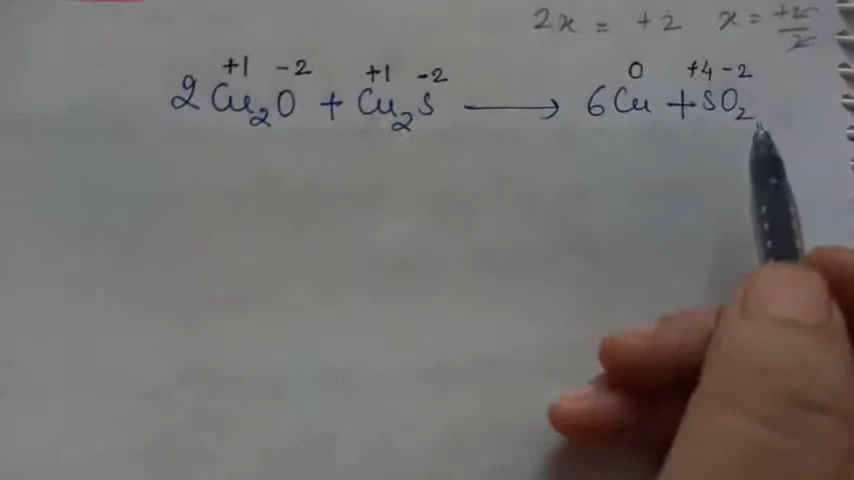 2x = +2 x = +2/2
+1 -2 +1 -2 0 +4 -2
2Cu₂O + Cu₂S ⟶ 6Cu + SO₂